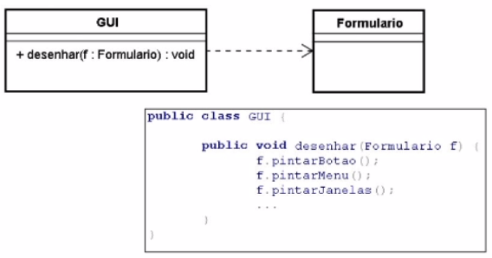 GUI
+ desenhar(f : Formulario) : void
Formulario
public class GUI {
public void desenhar(Formulario f) {
f.pintarBotao();
f.pintarMenu();
f.pintarJanelas();
...
}
}